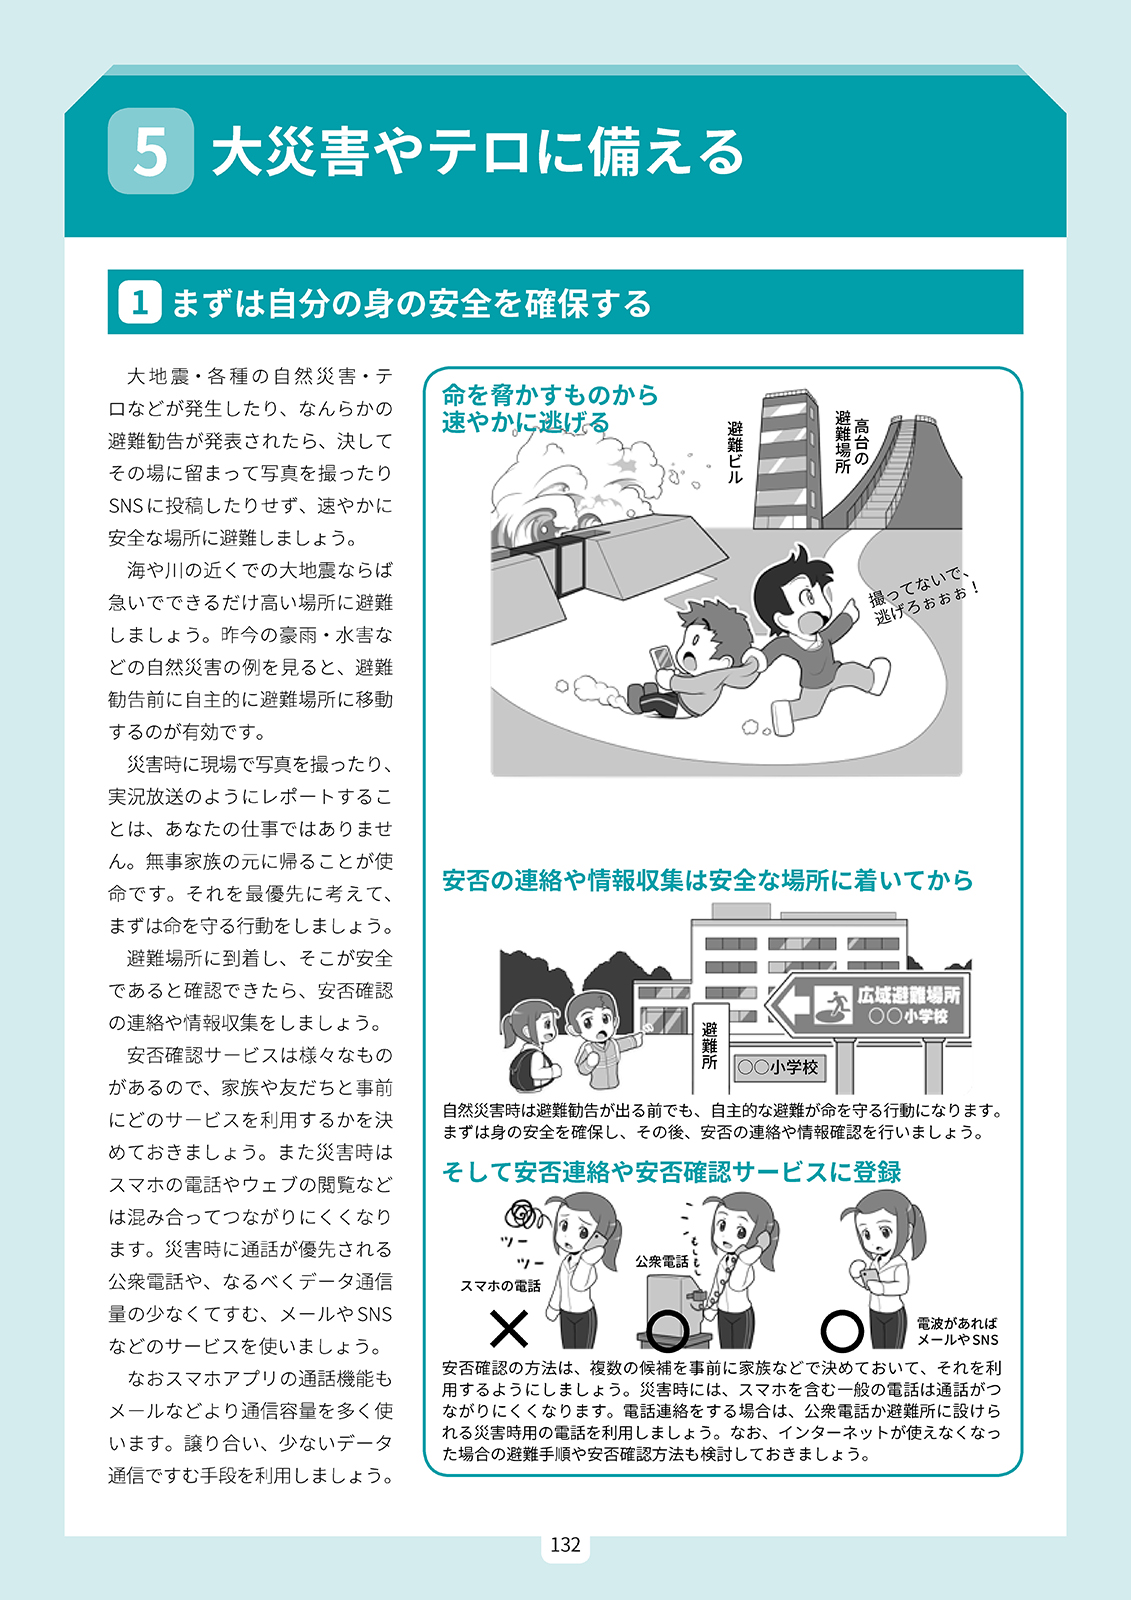 5 大災害やテロに備える
1 まずは自分の身の安全を確保する
大地震・各種の自然災害・テ
ロなどが発生したり、なんらかの
避難勧告が発表されたら、決して
その場に留まって写真を撮ったり
SNSに投稿したりせず、速やかに
安全な場所に避難しましょう。
海や川の近くでの大地震ならば
急いでできるだけ高い場所に避難
しましょう。昨今の豪雨・水害な
どの自然災害の例を見ると、避難
勧告前に自主的に避難場所に移動
するのが有効です。
災害時に現場で写真を撮ったり、
実況放送のようにレポートするこ
とは、あなたの仕事ではありませ
ん。無事家族の元に帰ることが使
命です。それを最優先に考えて、
まずは命を守る行動をしましょう。
避難場所に到着し、そこが安全
であると確認できたら、安否確認
の連絡や情報収集をしましょう。
安否確認サービスは様々なもの
があるので、家族や友だちと事前
にどのサービスを利用するかを決
めておきましょう。また災害時は
スマホの電話やウェブの閲覧など
は混み合ってつながりにくくなり
ます。災害時に通話が優先される
公衆電話や、なるべくデータ通信
量の少なくてすむ、メールやSNS
などのサービスを使いましょう。
なおスマホアプリの通話機能も
メールなどより通信容量を多く使
います。譲り合い、少ないデータ
通信ですむ手段を利用しましょう。
命を脅かすものから
速やかに逃げる
避難ビル
高台の
避難場所
撮ってないで、
逃げろぉぉぉ！
安否の連絡や情報収集は安全な場所に着いてから
広域避難場所
○○小学校
避難所
○○小学校
自然災害時は避難勧告が出る前でも、自主的な避難が命を守る行動になります。
まずは身の安全を確保し、その後、安否の連絡や情報確認を行いましょう。
そして安否連絡や安否確認サービスに登録
ツー
ツー
スマホの電話
公衆電話
もしもし
電波があれば
メールやSNS
安否確認の方法は、複数の候補を事前に家族などで決めておいて、それを利
用するようにしましょう。災害時には、スマホを含む一般の電話は通話がつ
ながりにくくなります。電話連絡をする場合は、公衆電話か避難所に設けら
れる災害時用の電話を利用しましょう。なお、インターネットが使えなくなっ
た場合の避難手順や安否確認方法も検討しておきましょう。
132